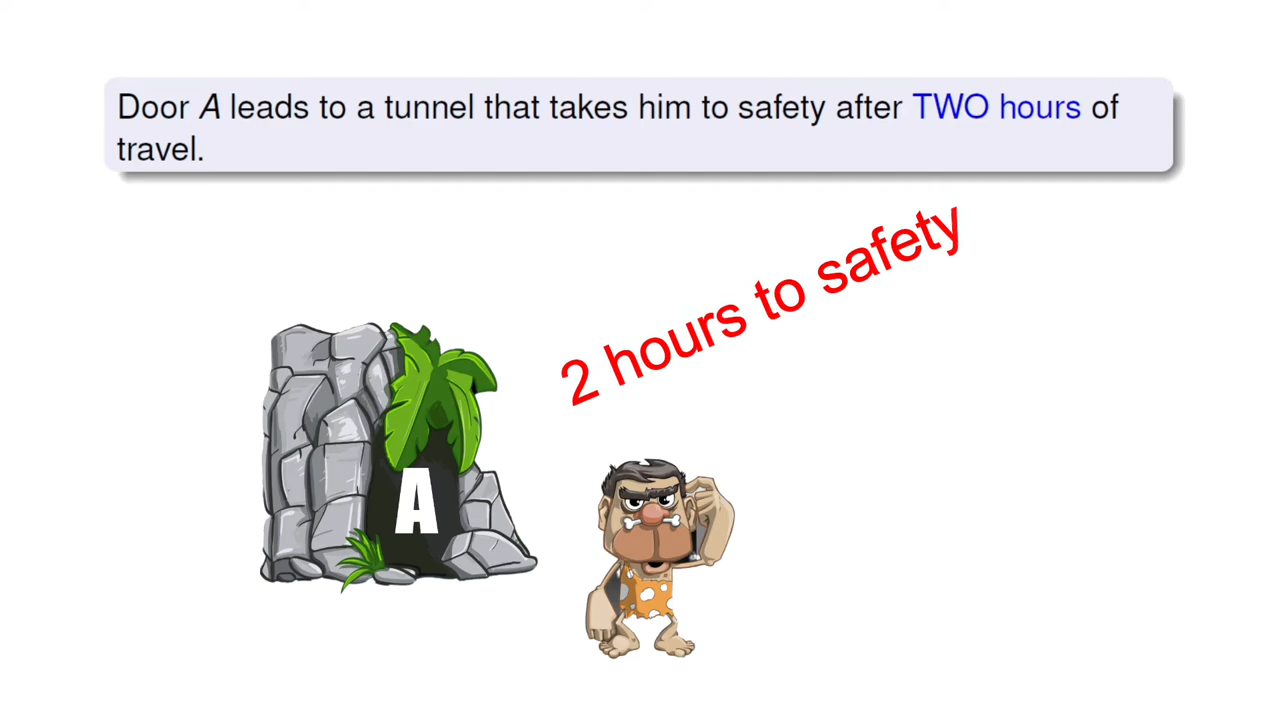 Door A leads to a tunnel that takes him to safety after TWO hours of
travel.
2 hours to safety
A